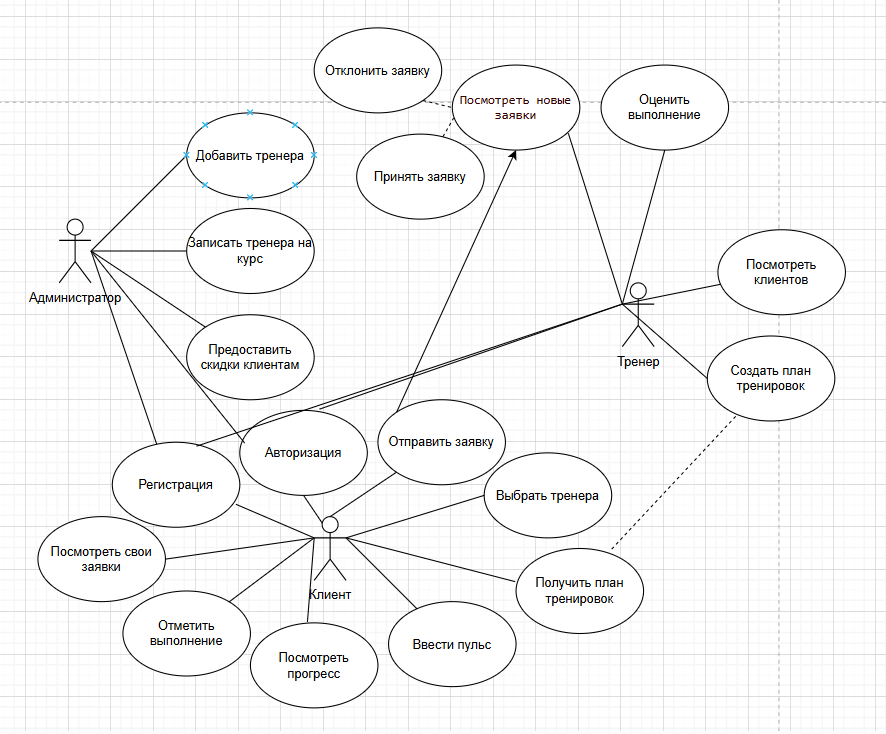 Отклонить заявку
Посмотреть новые
заявки
Оценить
выполнение
Добавить тренера
Принять заявку
Записать тренера на
курс
Администратор
Посмотреть
клиентов
Предоставить
скидки клиентам
Тренер
Создать план
тренировок
Авторизация
Отправить заявку
Регистрация
Выбрать тренера
Посмотреть свои
заявки
Клиент
Получить план
тренировок
Отметить
выполнение
Посмотреть
прогресс
Ввести пульс